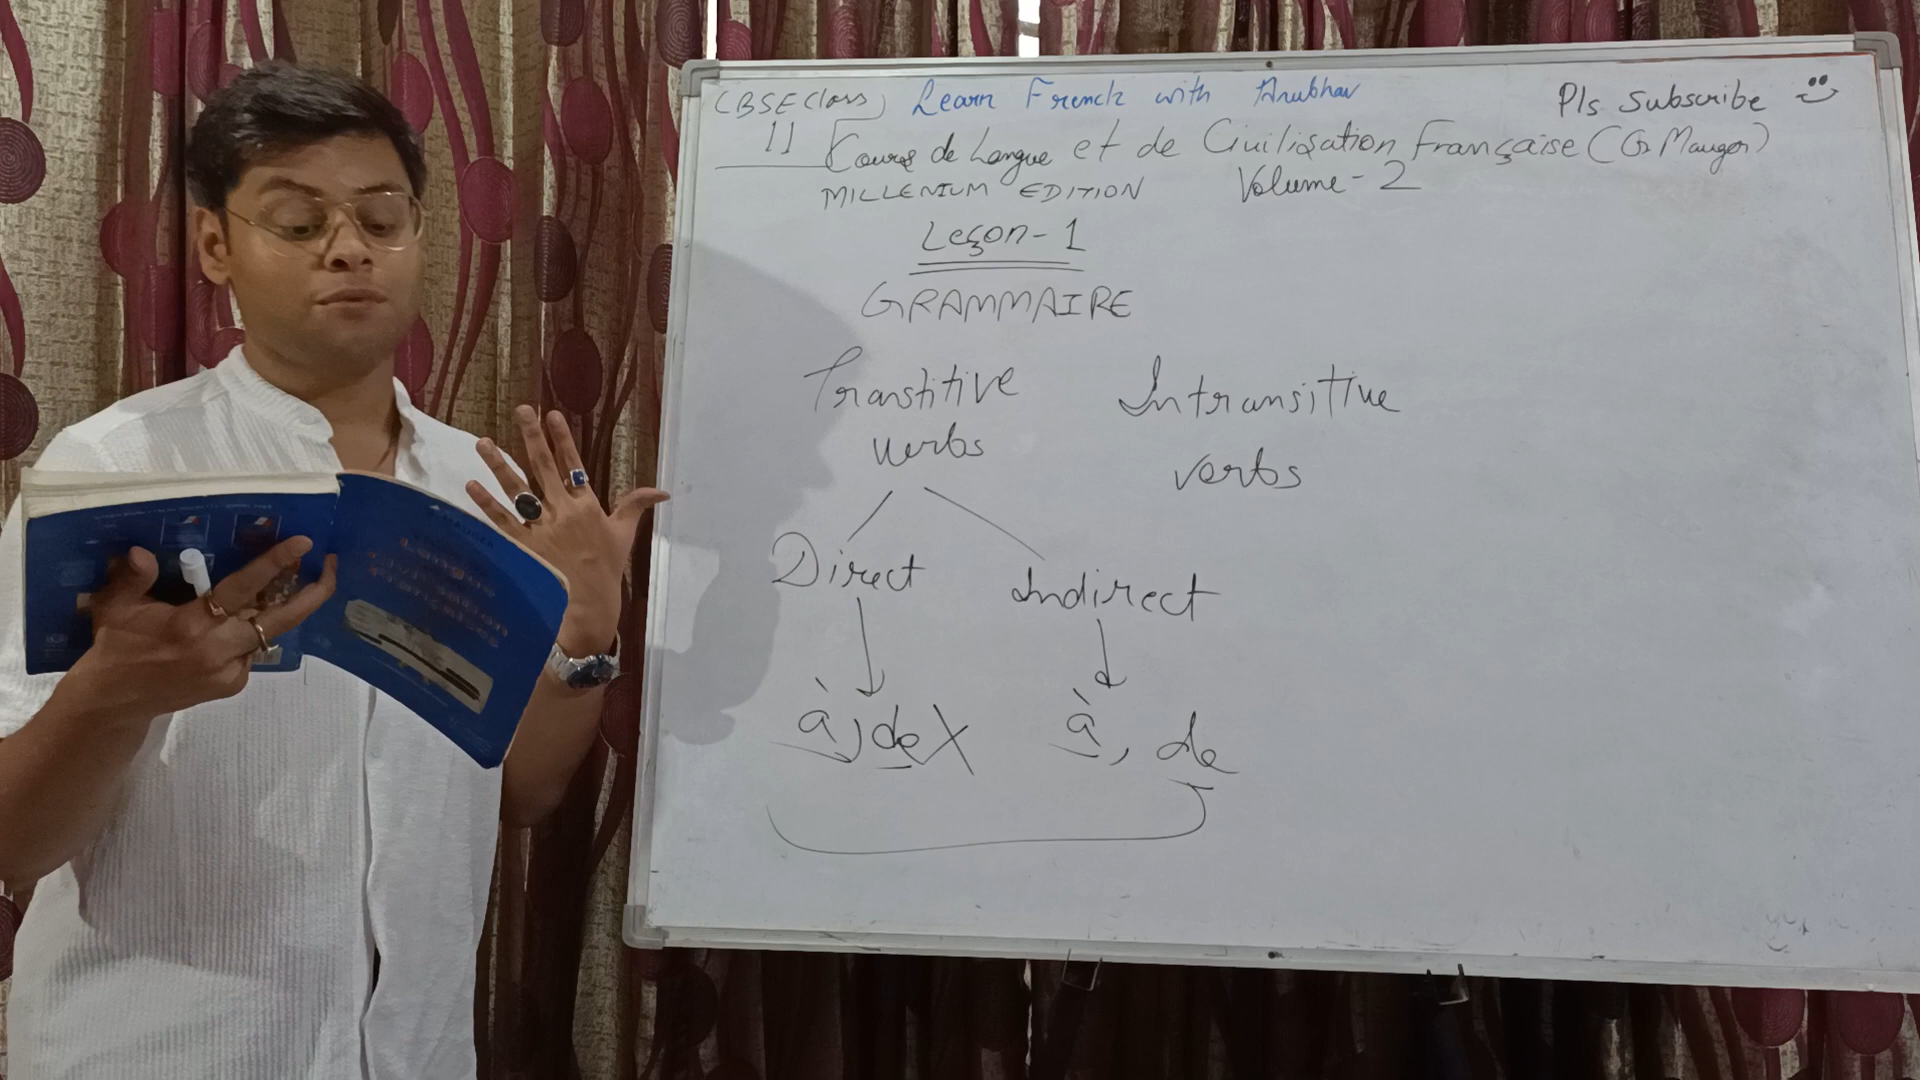 CBSE Class Learn French with Anubhav Pls Subscribe
11 Cours de Langue et de Civilisation Française (G. Mauger)
MILLENIUM EDITION Volume - 2
Leçon - 1
GRAMMAIRE
Transtitive Intransitive
verbs verbs
Direct Indirect
à, de X à, de